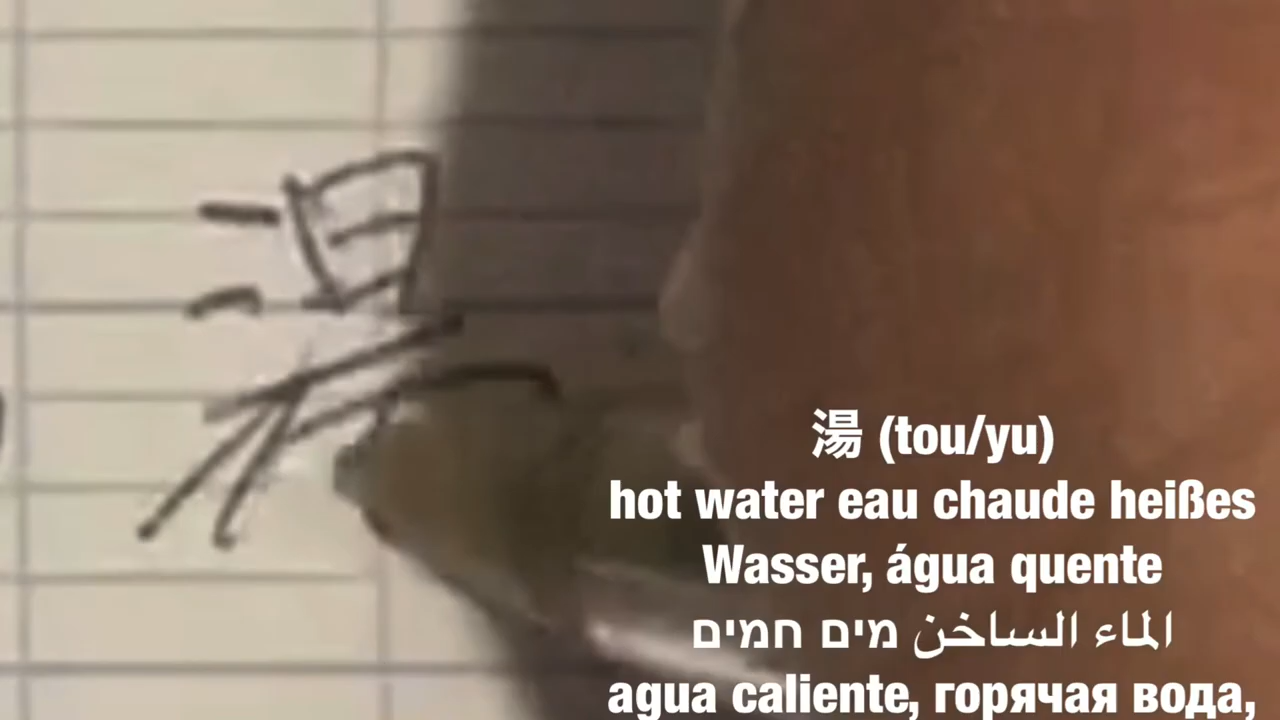 湯
湯 (tou/yu)
hot water eau chaude heißes
Wasser, água quente
الماء الساخن מים חמים
agua caliente, горячая вода,